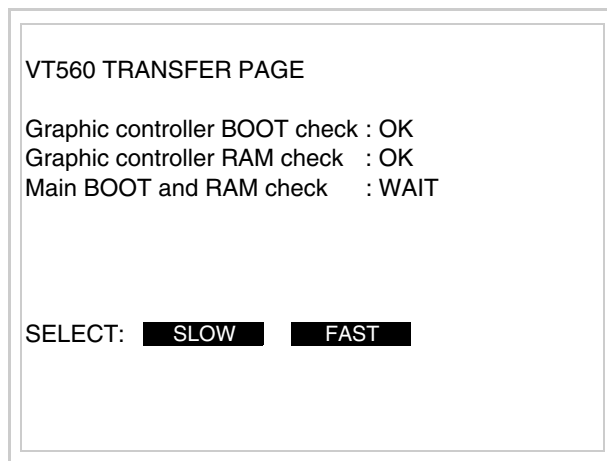 VT560 TRANSFER PAGE
Graphic controller BOOT check : OK
Graphic controller RAM check : OK
Main BOOT and RAM check : WAIT
SELECT: SLOW FAST